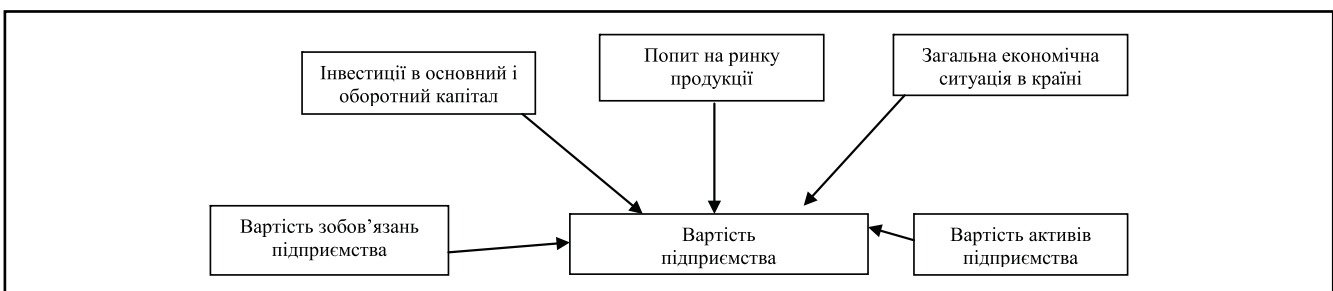 Інвестиції в основний і
оборотний капітал
Попит на ринку
продукції
Загальна економічна
ситуація в країні
Вартість зобов’язань
підприємства
Вартість
підприємства
Вартість активів
підприємства